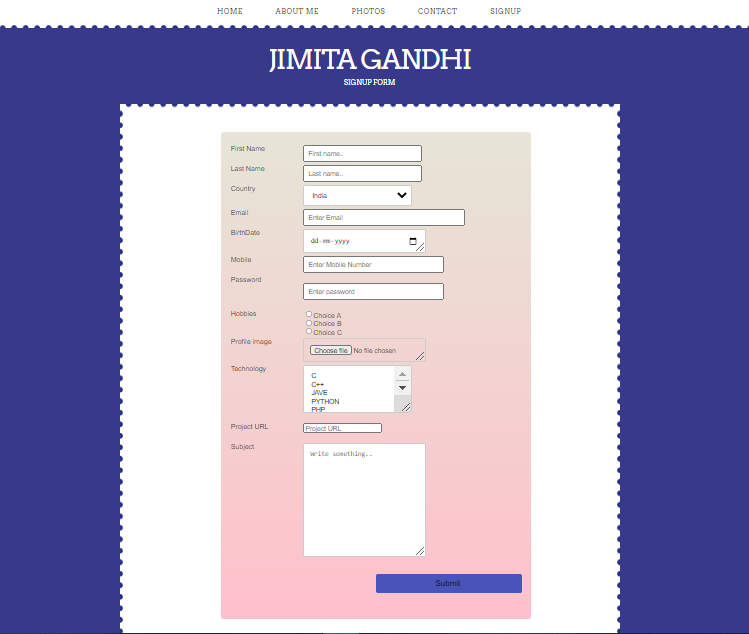 HOME ABOUT ME PHOTOS CONTACT SIGNUP
JIMITA GANDHI
SIGNUP FORM
First Name First name..
Last Name Last name..
Country India
Email Enter Email
BirthDate dd-mm-yyyy
Mobile Enter Mobile Number
Password
Enter password
Hobbies Choice A
Choice B
Choice C
Profile image Choose file No file chosen
Technology C
C++
JAVE
PYTHON
PHP
Project URL Project URL
Subject Write something..
Submit